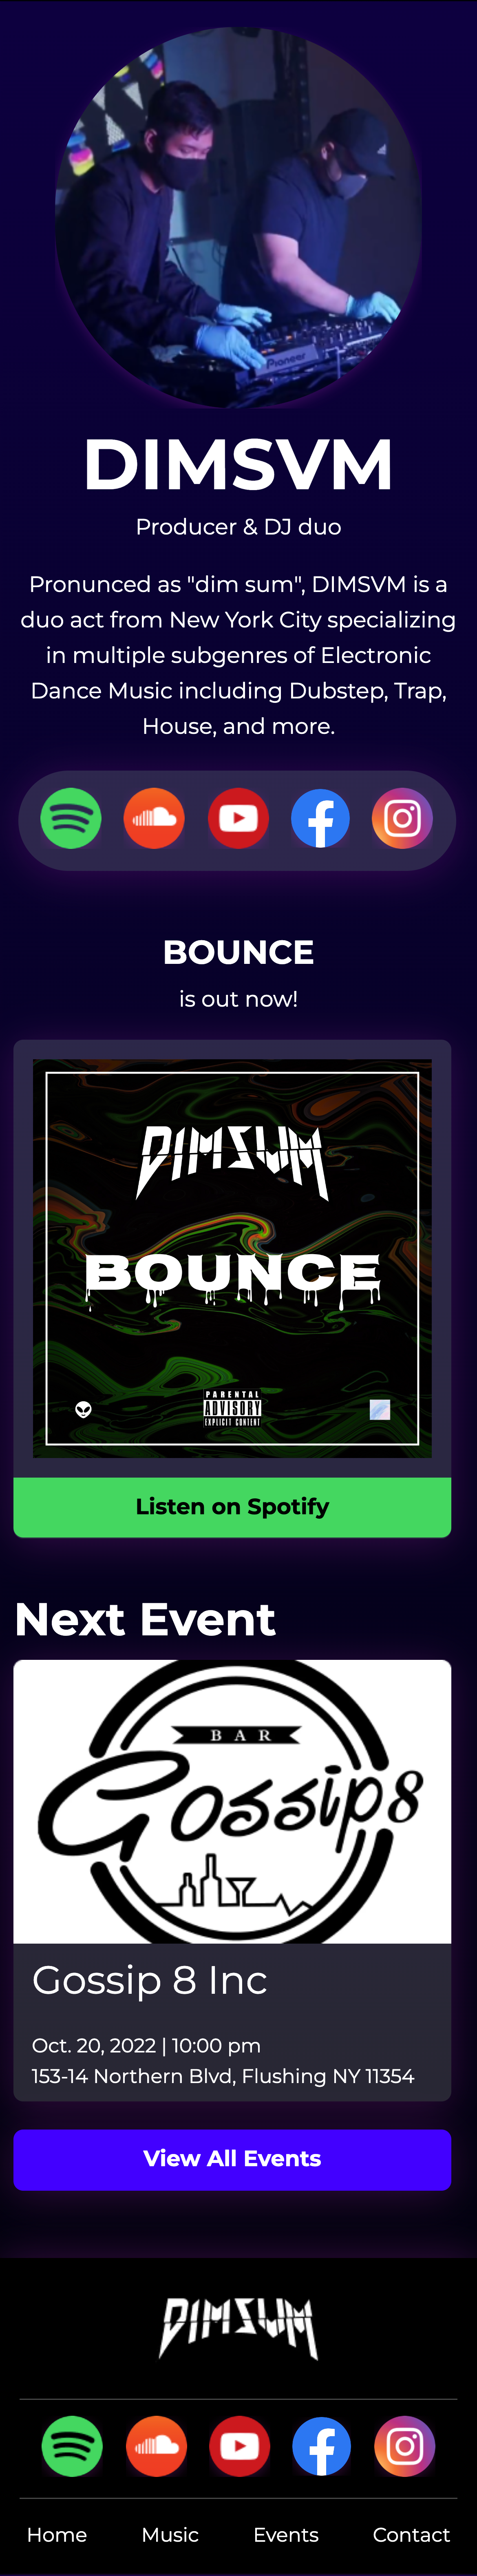 Pioneer
DIMSVM
Producer & DJ duo
Pronunced as "dim sum", DIMSVM is a
duo act from New York City specializing
in multiple subgenres of Electronic
Dance Music including Dubstep, Trap,
House, and more.
BOUNCE
is out now!
DIMSVM
BOUNCE
PARENTAL
ADVISORY
EXPLICIT CONTENT
Listen on Spotify
Next Event
BAR
Gossip8
Gossip 8 Inc
Oct. 20, 2022 | 10:00 pm
153-14 Northern Blvd, Flushing NY 11354
View All Events
DIMSVM
Home Music Events Contact